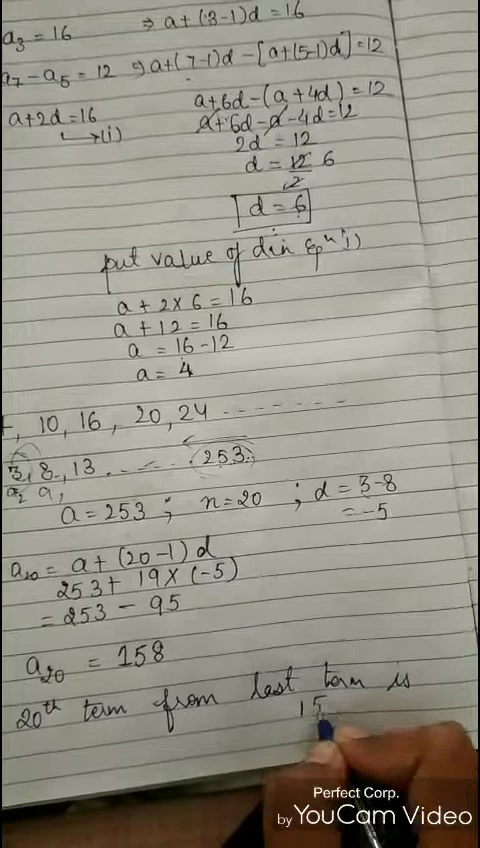 a₃ = 16 ⇒ a+(3-1)d = 16
a₇ - a₅ = 12 ⇒ a+(7-1)d - [a+(5-1)d] = 12
a+2d = 16 a+6d-(a+4d) = 12
→(i) a+6d-a-4d = 12
2d = 12
d = 12/2 6
d = 6
put value of d in Eqⁿ i)
a + 2×6 = 16
a + 12 = 16
a = 16-12
a = 4
, 10, 16, 20, 24 --------
3, 8, 13 ------- 253
a₂ a₁
a = 253 ; n = 20 ; d = 3-8
= -5
a₂₀ = a + (20-1)d
253 + 19 × (-5)
= 253 - 95
a₂₀ = 158
20th term from last term is
15
Perfect Corp.
by YouCam Video